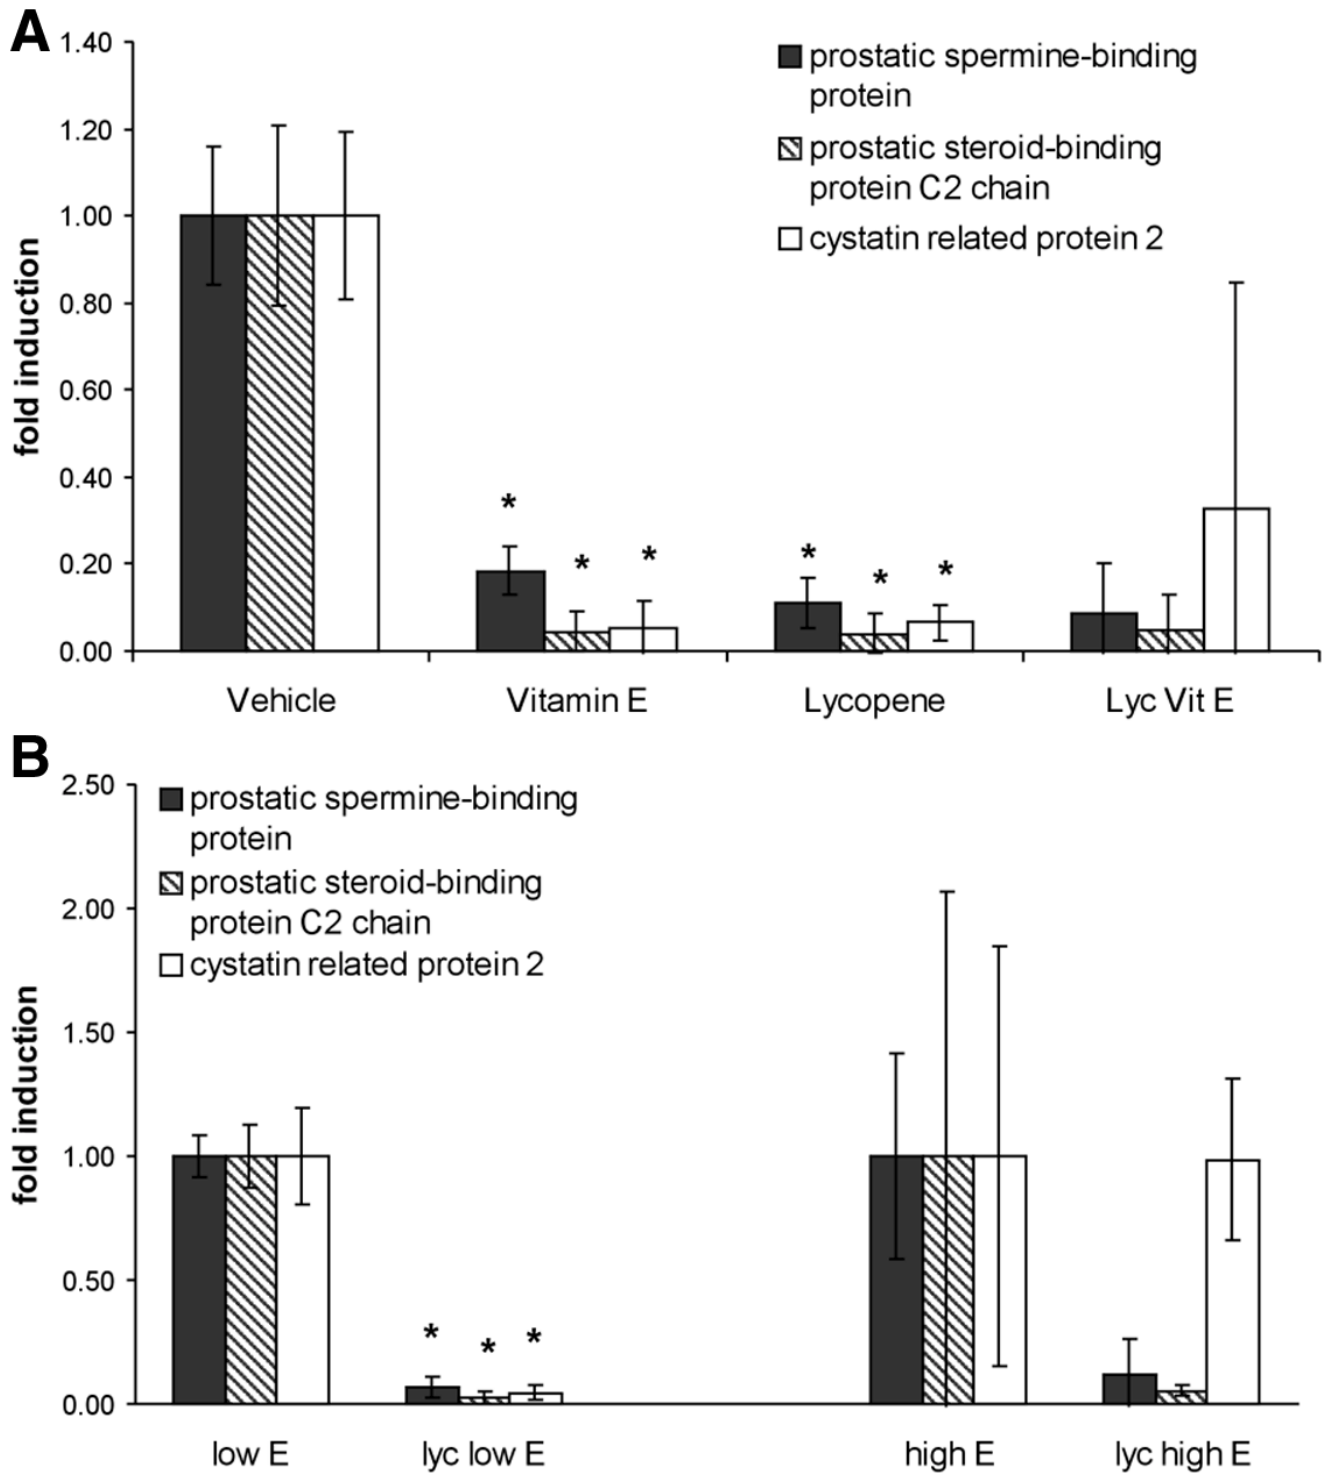 A
1.40
1.20
1.00
0.80
0.60
0.40
0.20
0.00
fold induction
prostatic spermine-binding
protein
prostatic steroid-binding
protein C2 chain
cystatin related protein 2
*
*
*
*
*
*
Vehicle
Vitamin E
Lycopene
Lyc Vit E
B
2.50
2.00
1.50
1.00
0.50
0.00
fold induction
prostatic spermine-binding
protein
prostatic steroid-binding
protein C2 chain
cystatin related protein 2
*
*
*
low E
lyc low E
high E
lyc high E